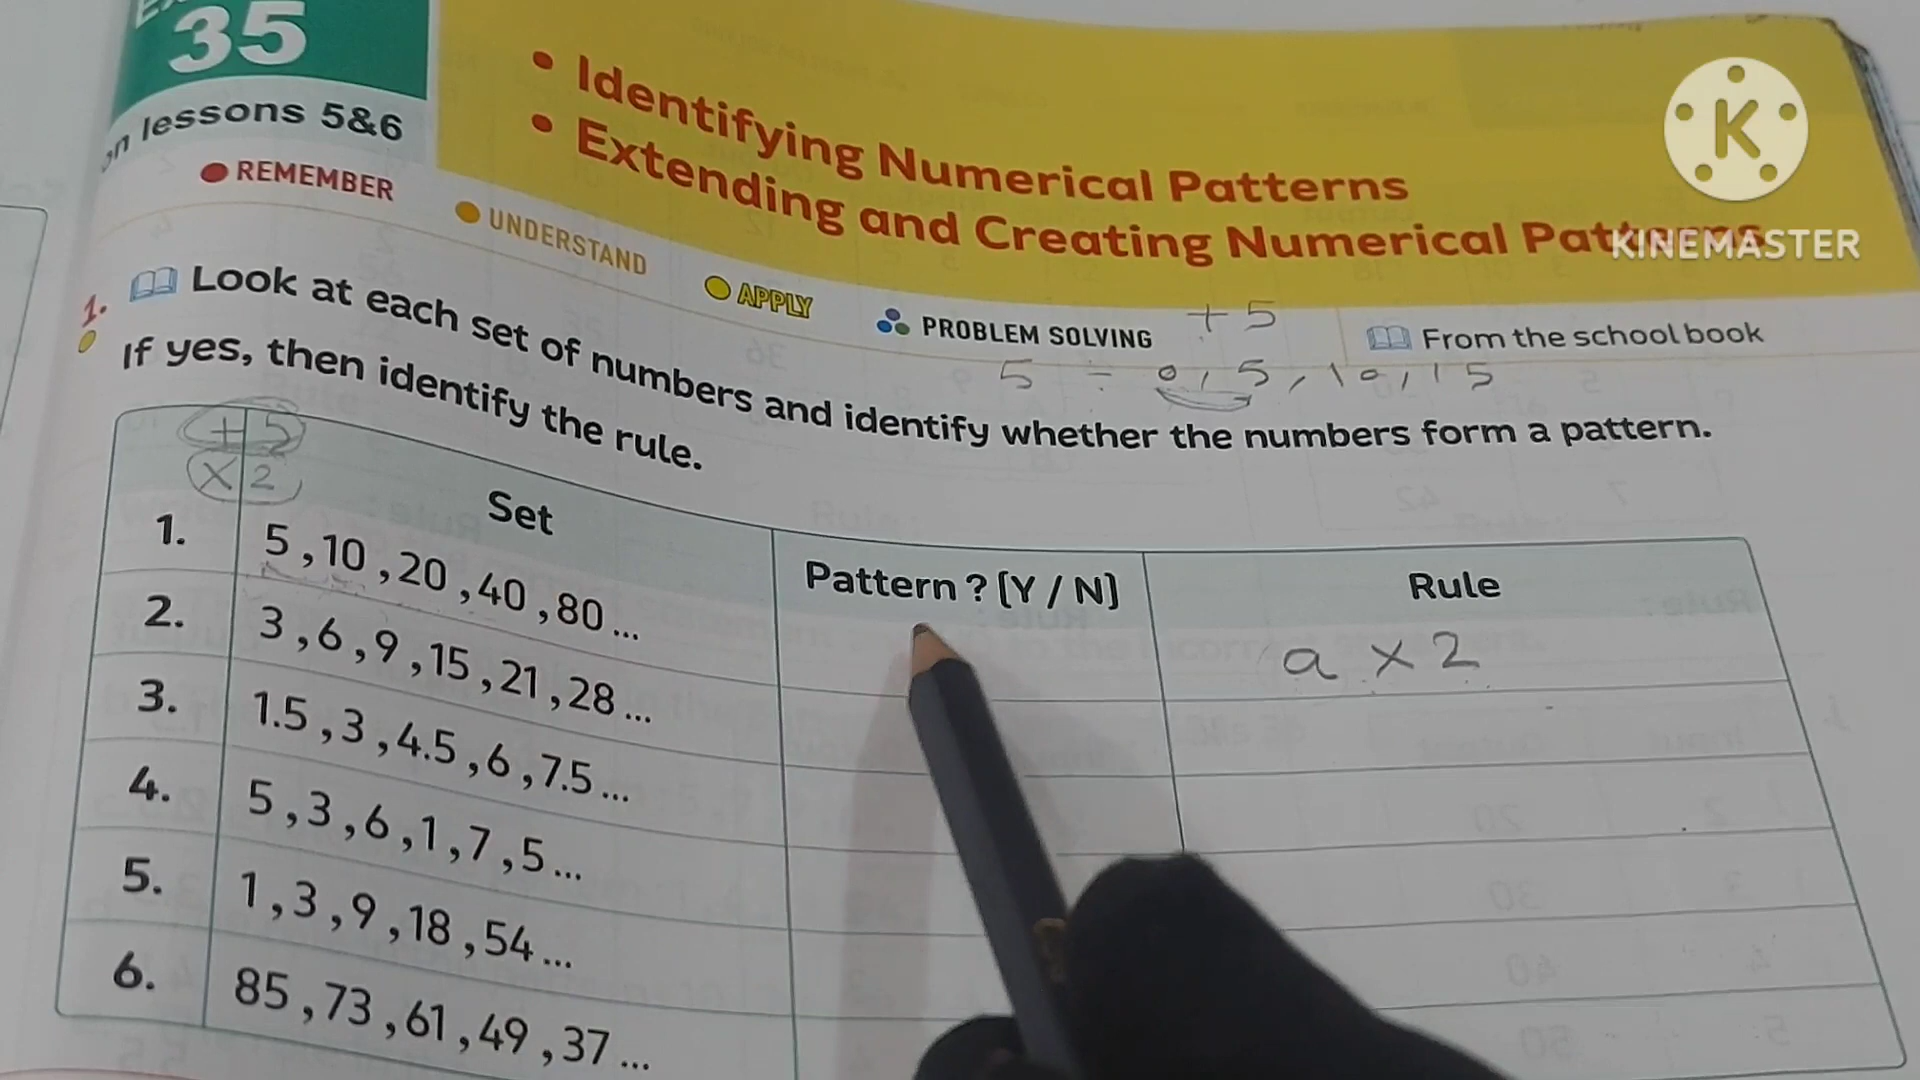 35
on lessons 5&6
• Identifying Numerical Patterns
• Extending and Creating Numerical Patterns
K
KINEMASTER
REMEMBER
UNDERSTAND
APPLY
PROBLEM SOLVING
From the school book
+5
5 ÷ 0, 5, 10, 15
1. Look at each set of numbers and identify whether the numbers form a pattern.
If yes, then identify the rule.
+5
×2
Set
Pattern ? (Y / N)
Rule
1. 5 , 10 , 20 , 40 , 80 ...
a × 2
2. 3 , 6 , 9 , 15 , 21 , 28 ...
3. 1.5 , 3 , 4.5 , 6 , 7.5 ...
4. 5 , 3 , 6 , 1 , 7 , 5 ...
5. 1 , 3 , 9 , 18 , 54 ...
6. 85 , 73 , 61 , 49 , 37 ...